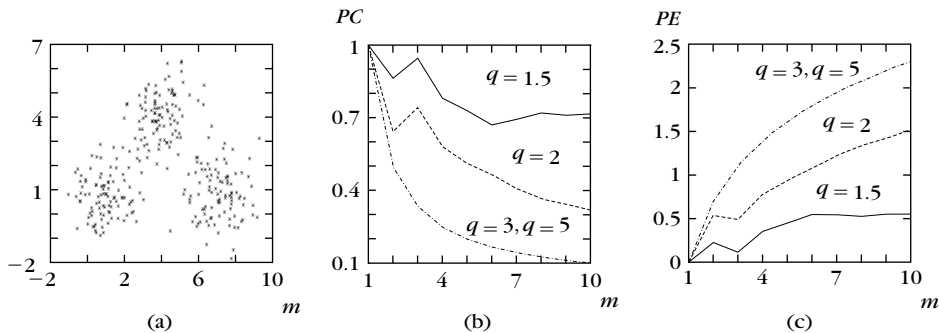 PC
PE
7
4
1
−2
−2
2
6
10
m
(a)
1
0.7
0.4
0.1
q = 1.5
q = 2
q = 3, q = 5
1
4
7
10
m
(b)
2.5
2
1.5
1
0.5
0
q = 3, q = 5
q = 2
q = 1.5
1
4
7
10
m
(c)